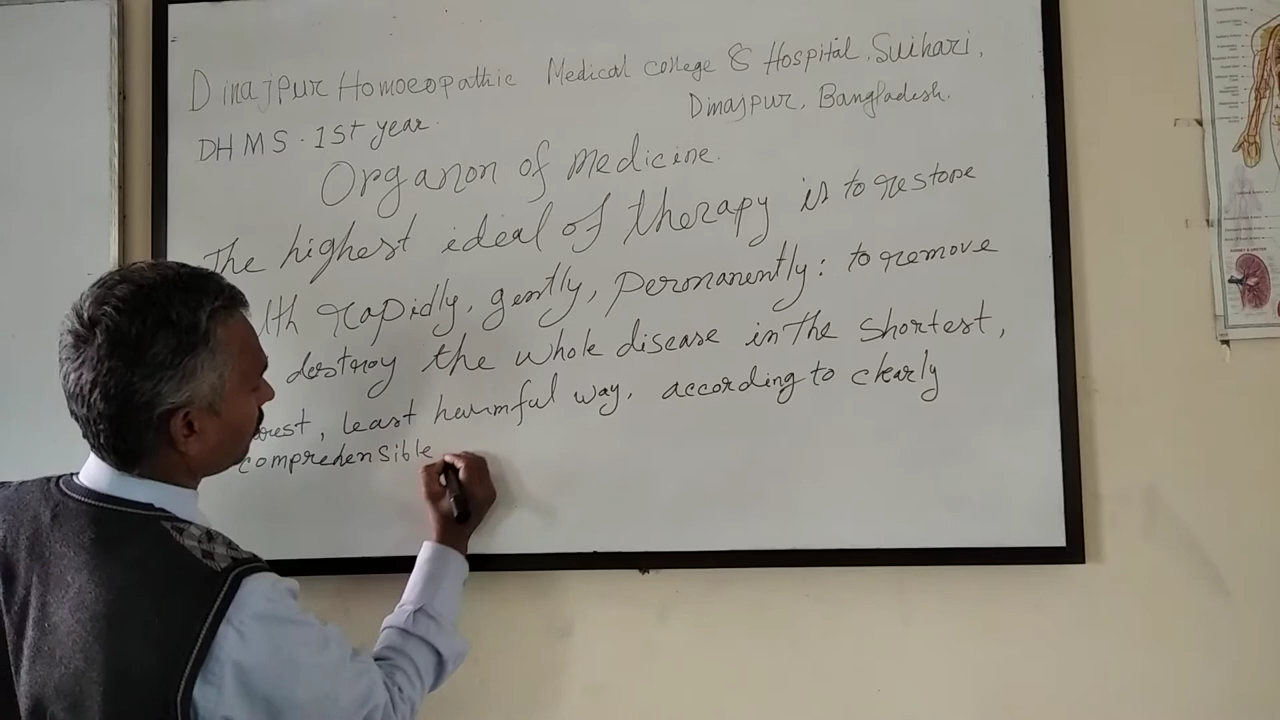 Dinajpur Homoeopathic Medical college & Hospital, Suihari,
Dinajpur, Bangladesh.
DHMS - 1st year.
Organon of medicine.
The highest ideal of therapy is to restore
lth rapidly, gently, permanently: to remove
destroy the whole disease in the shortest,
rest, least harmful way, according to clearly
compredensible